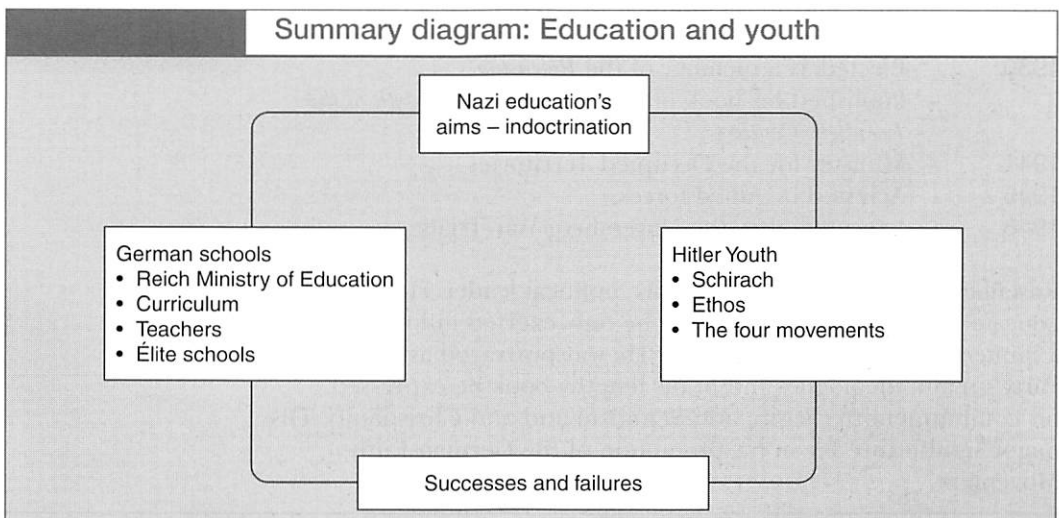 Summary diagram: Education and youth
Nazi education's
aims – indoctrination
German schools
• Reich Ministry of Education
• Curriculum
• Teachers
• Élite schools
Hitler Youth
• Schirach
• Ethos
• The four movements
Successes and failures